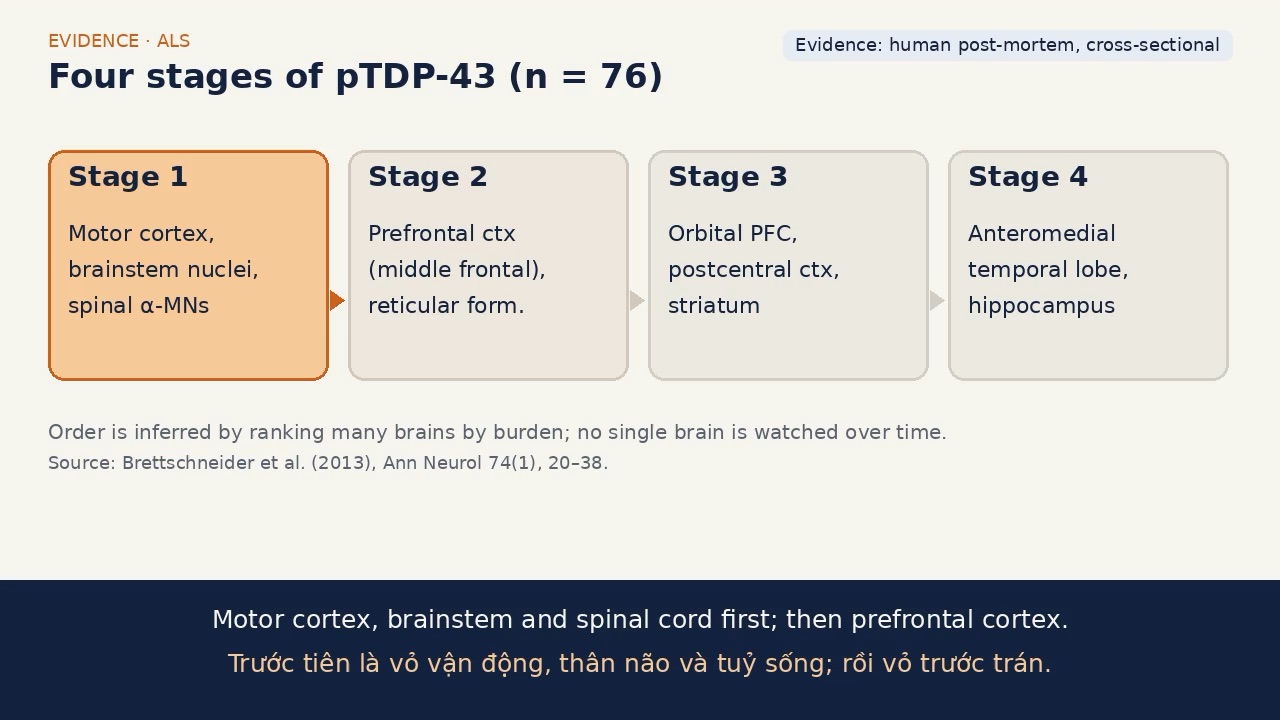 EVIDENCE · ALS
Evidence: human post-mortem, cross-sectional
Four stages of pTDP-43 (n = 76)
Stage 1
Motor cortex,
brainstem nuclei,
spinal α-MNs
Stage 2
Prefrontal ctx
(middle frontal),
reticular form.
Stage 3
Orbital PFC,
postcentral ctx,
striatum
Stage 4
Anteromedial
temporal lobe,
hippocampus
Order is inferred by ranking many brains by burden; no single brain is watched over time.
Source: Brettschneider et al. (2013), Ann Neurol 74(1), 20–38.
Motor cortex, brainstem and spinal cord first; then prefrontal cortex.
Trước tiên là vỏ vận động, thân não và tuỷ sống; rồi vỏ trước trán.